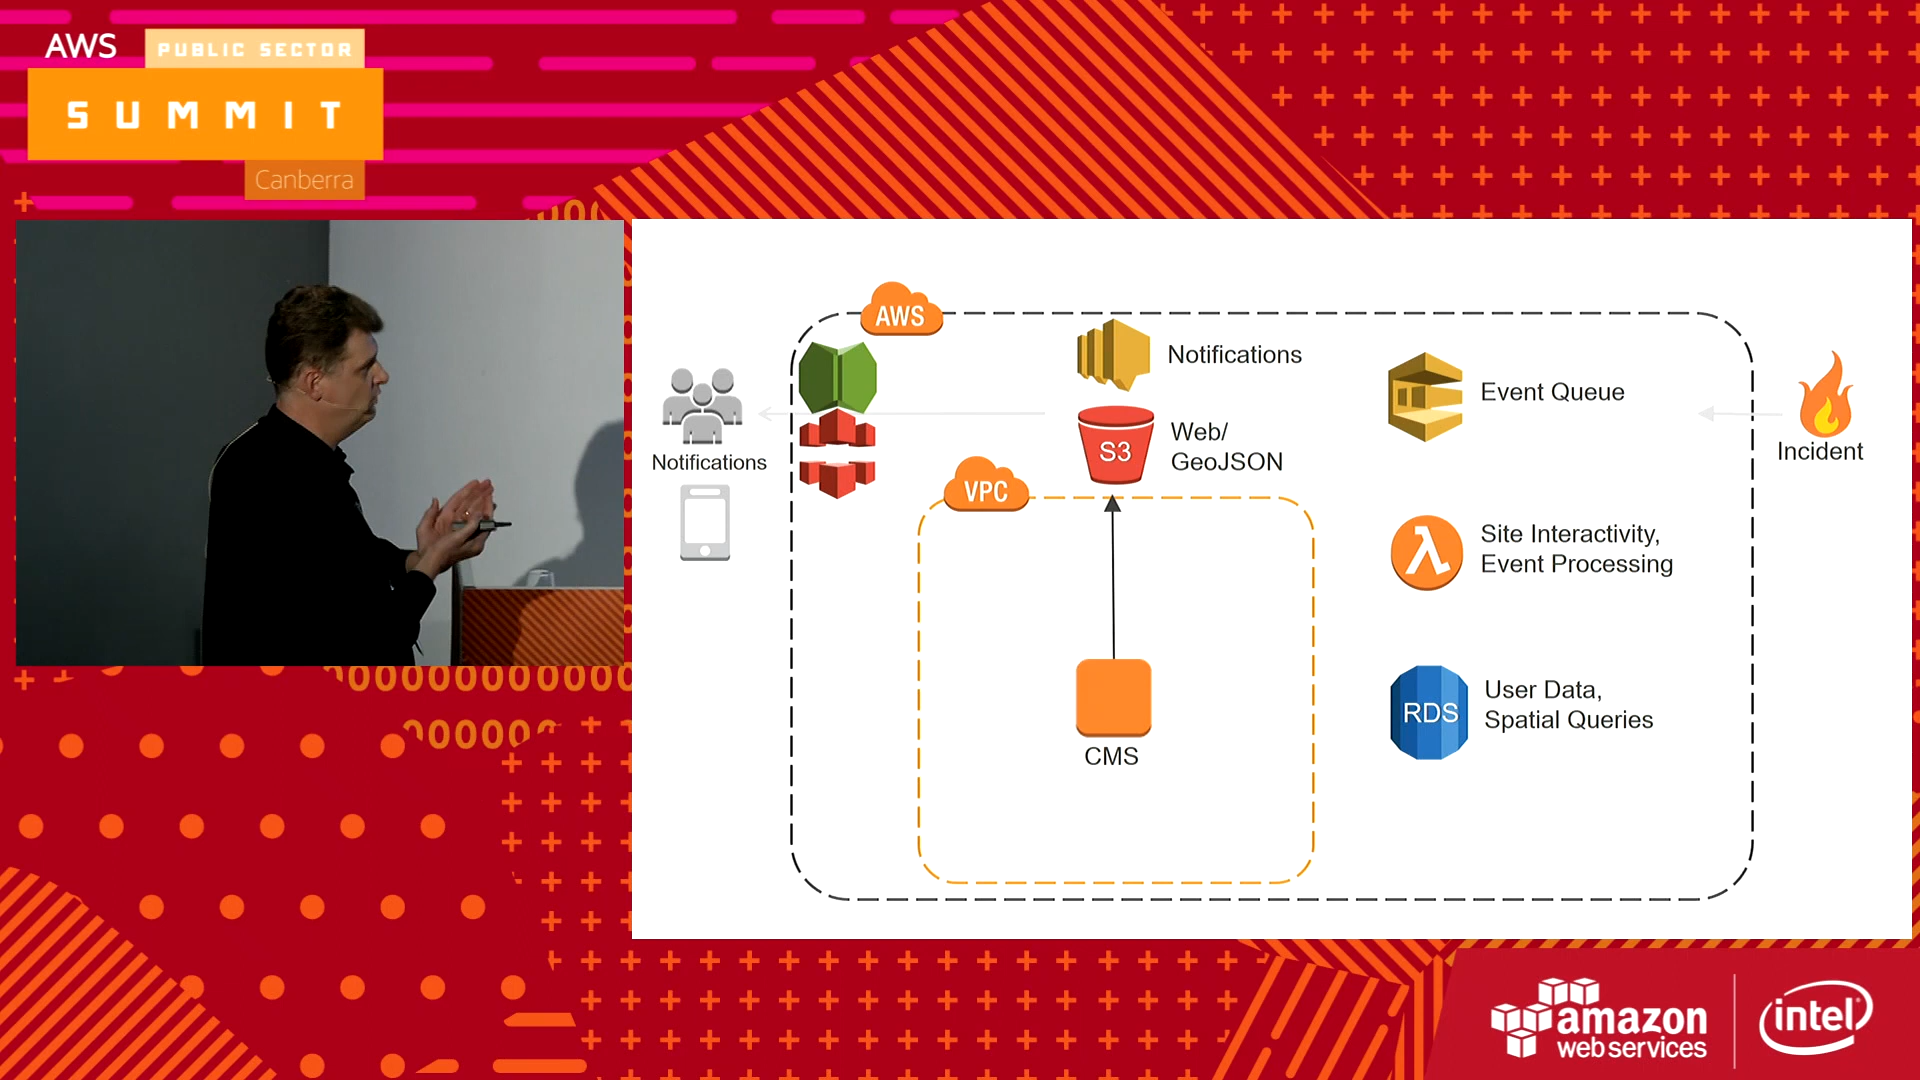 AWS
PUBLIC SECTOR
SUMMIT
Canberra
AWS
Notifications
Event Queue
Web/
GeoJSON
S3
Notifications
Incident
VPC
Site Interactivity,
Event Processing
λ
RDS
User Data,
Spatial Queries
CMS
amazon
web services
intel®